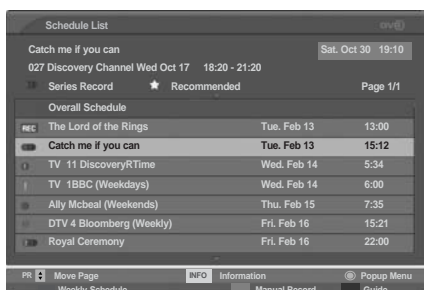 Schedule List
Catch me if you can Sat. Oct 30 19:10
027 Discovery Channel Wed Oct 17 18:20 - 21:20
Series Record Recommended Page 1/1
Overall Schedule
REC The Lord of the Rings Tue. Feb 13 13:00
Catch me if you can Tue. Feb 13 15:12
TV 11 DiscoveryRTime Wed. Feb 14 5:34
TV 1BBC (Weekdays) Wed. Feb 14 6:00
Ally Mcbeal (Weekends) Thu. Feb 15 7:35
DTV 4 Bloomberg (Weekly) Fri. Feb 16 15:21
Royal Ceremony Fri. Feb 16 22:00
PR Move Page INFO Information Popup Menu
Weekly Schedule Manual Record Guide